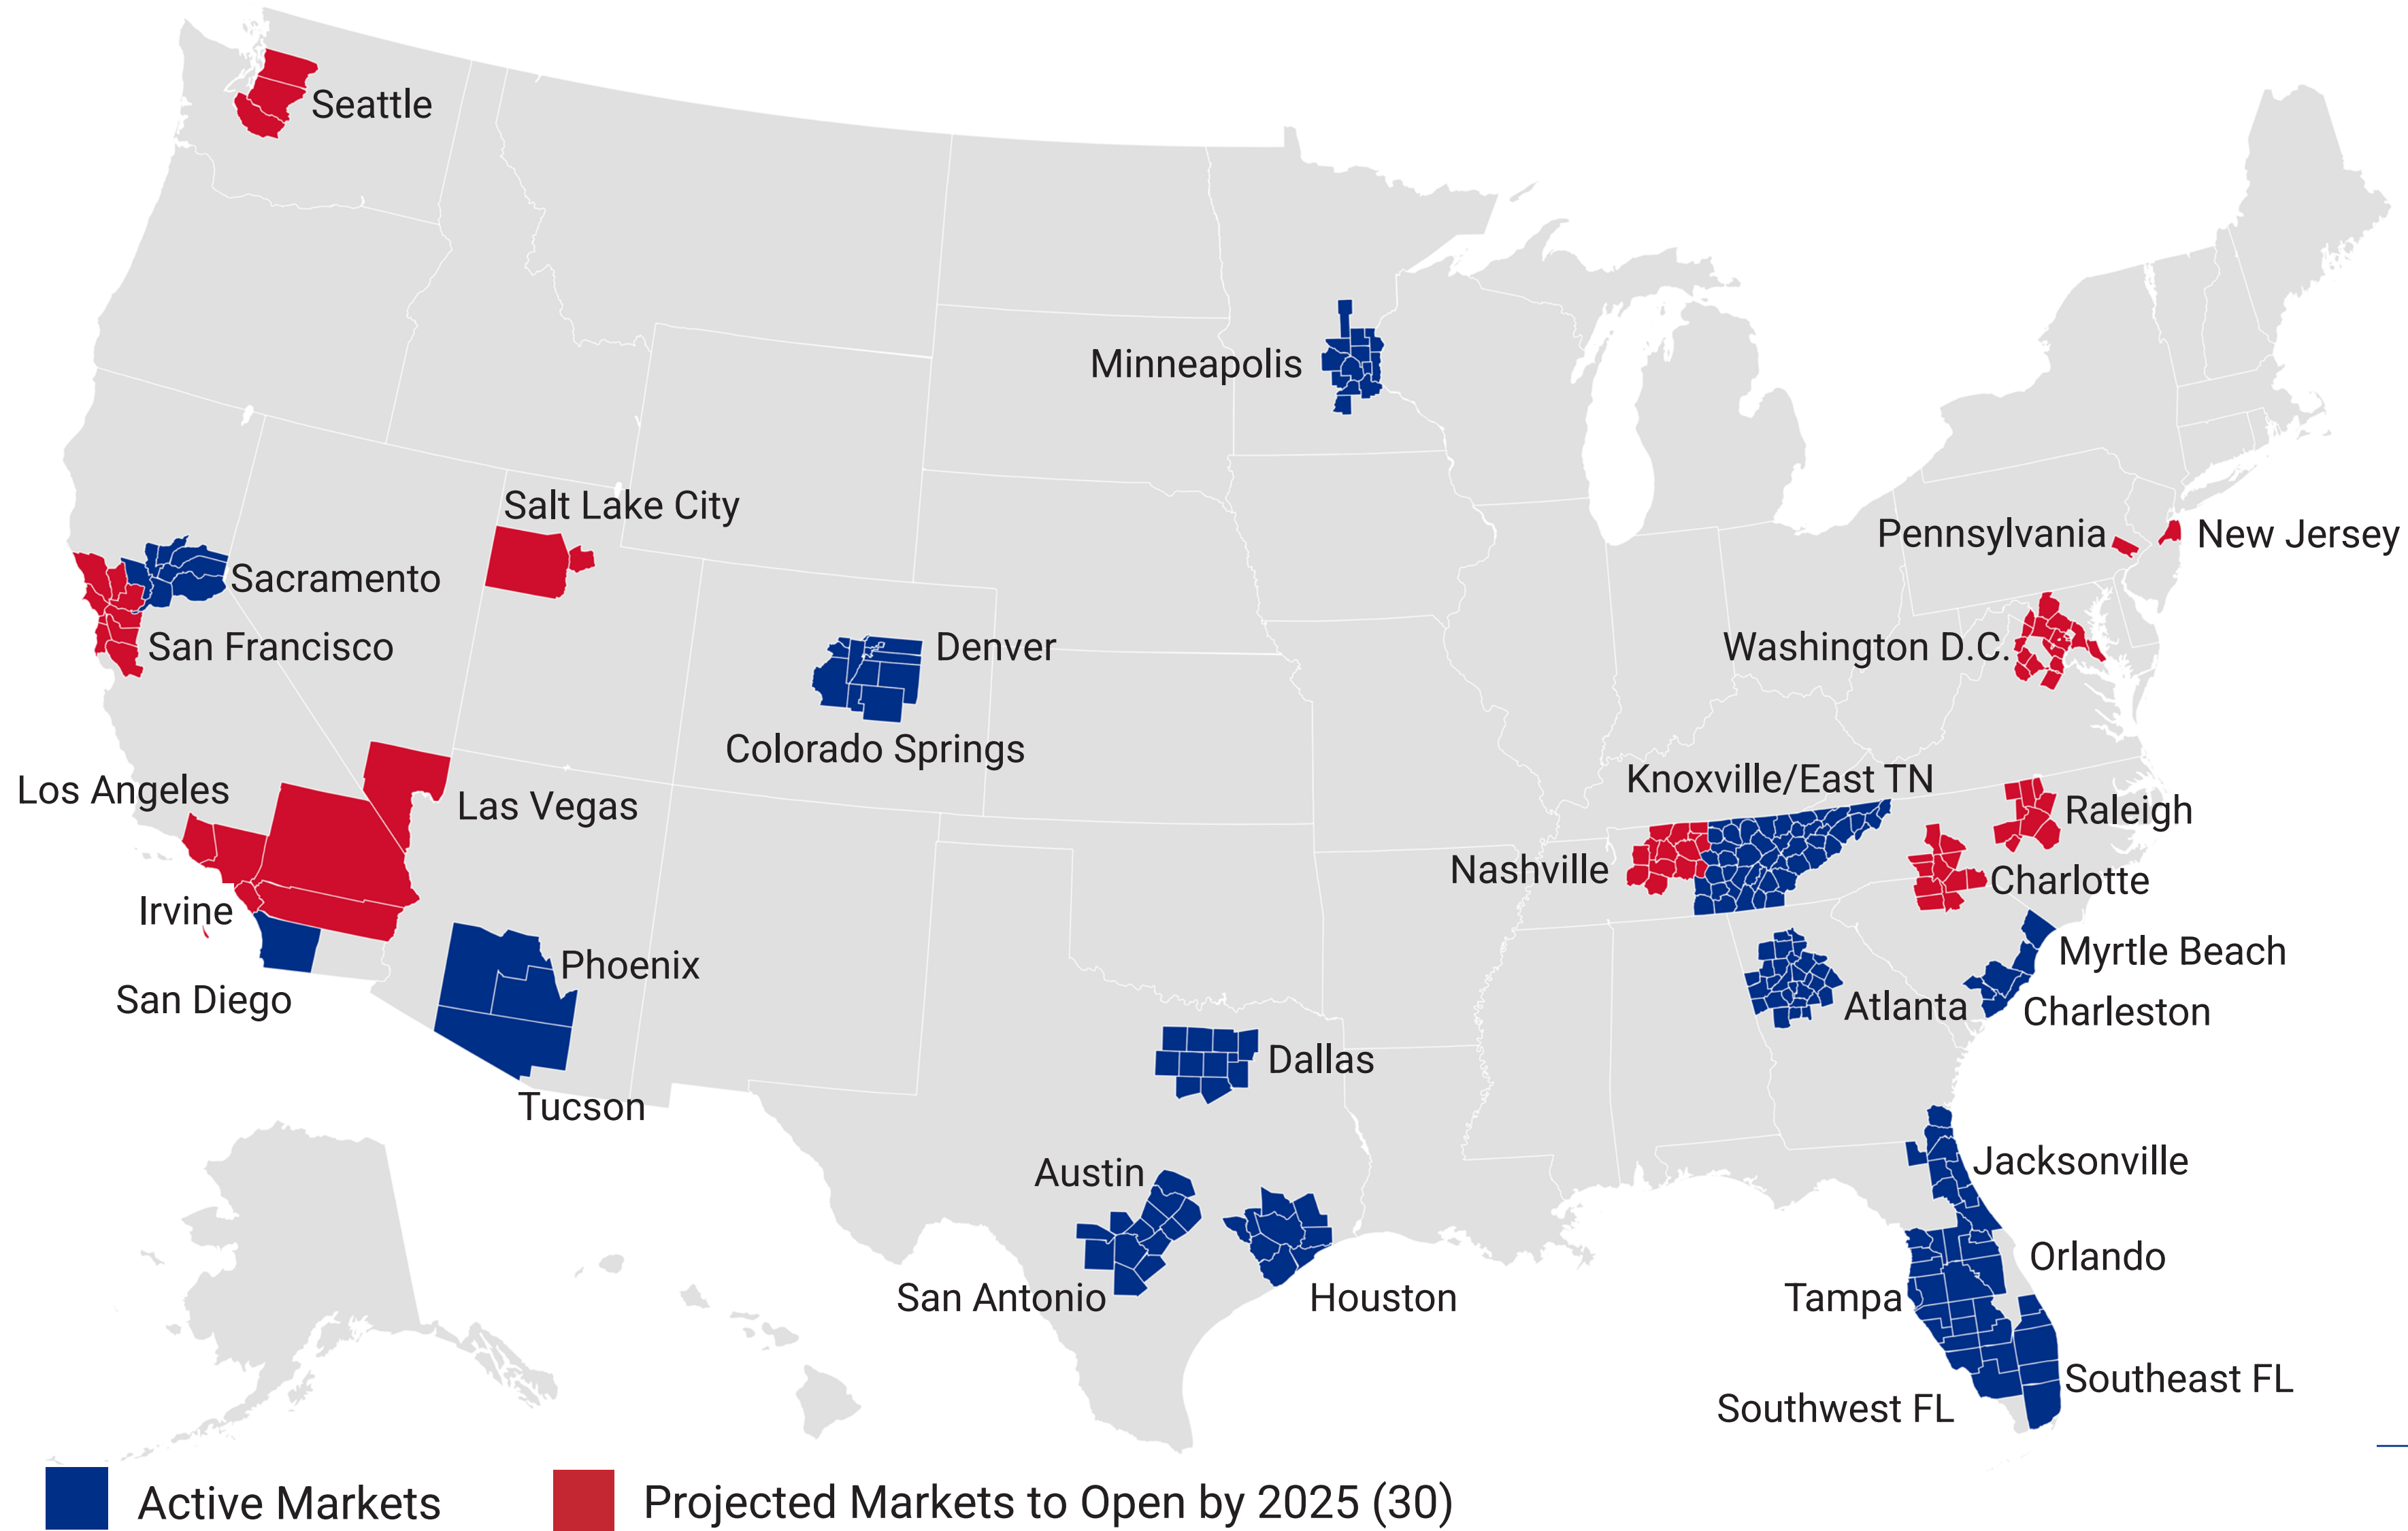 Seattle
Minneapolis
Salt Lake City
Pennsylvania
New Jersey
Sacramento
San Francisco
Denver
Washington D.C.
Colorado Springs
Los Angeles
Las Vegas
Knoxville/East TN
Raleigh
Nashville
Charlotte
Irvine
Phoenix
Myrtle Beach
San Diego
Atlanta
Charleston
Dallas
Tucson
Austin
Jacksonville
Orlando
San Antonio
Houston
Tampa
Southeast FL
Southwest FL
Active Markets
Projected Markets to Open by 2025 (30)